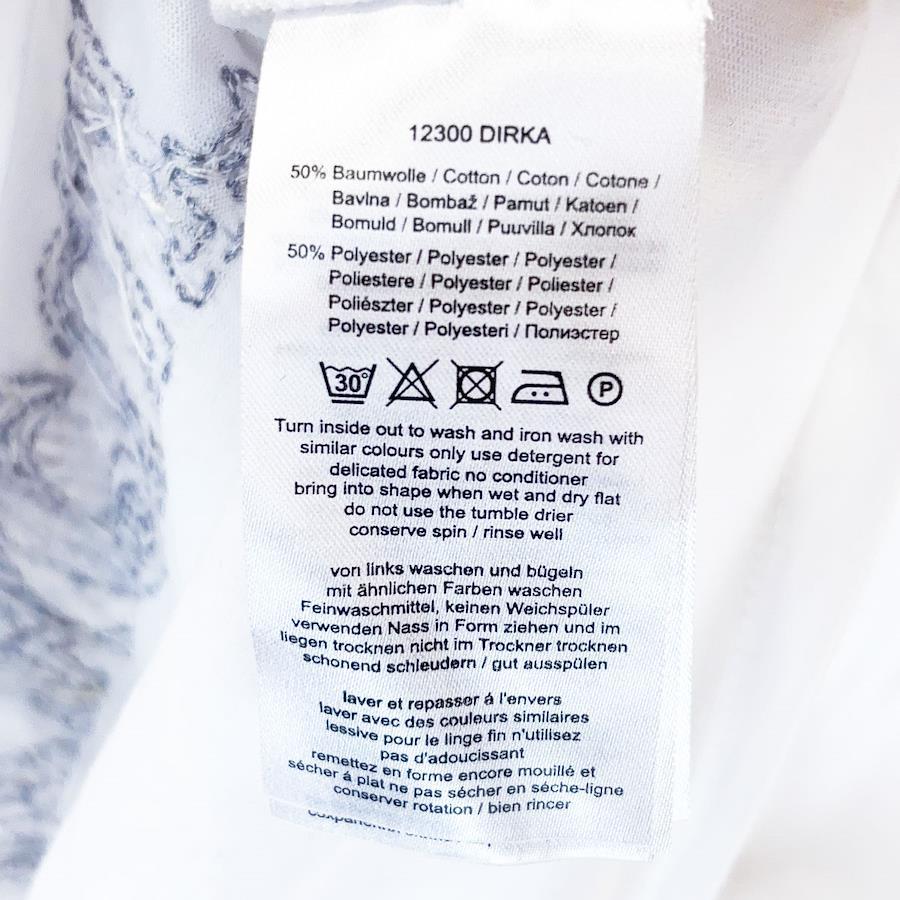 12300 DIRKA
50% Baumwolle / Cotton / Coton / Cotone /
Bavlna / Bombaž / Pamut / Katoen /
Bomuld / Bomull / Puuvilla / Хлопок
50% Polyester / Polyester / Polyester /
Poliestere / Polyester / Poliester /
Poliészter / Polyester / Polyester /
Polyester / Polyesteri / Полиэстер
30°
P
Turn inside out to wash and iron wash with
similar colours only use detergent for
delicated fabric no conditioner
bring into shape when wet and dry flat
do not use the tumble drier
conserve spin / rinse well
von links waschen und bügeln
mit ähnlichen Farben waschen
Feinwaschmittel, keinen Weichspüler
verwenden Nass in Form ziehen und im
liegen trocknen nicht im Trockner trocknen
schonend schleudern / gut ausspülen
laver et repasser á l'envers
laver avec des couleurs similaires
lessive pour le linge fin n'utilisez
pas d'adoucissant
remettez en forme encore mouillé et
sécher á plat ne pas sécher en séche-ligne
conserver rotation / bien rincer